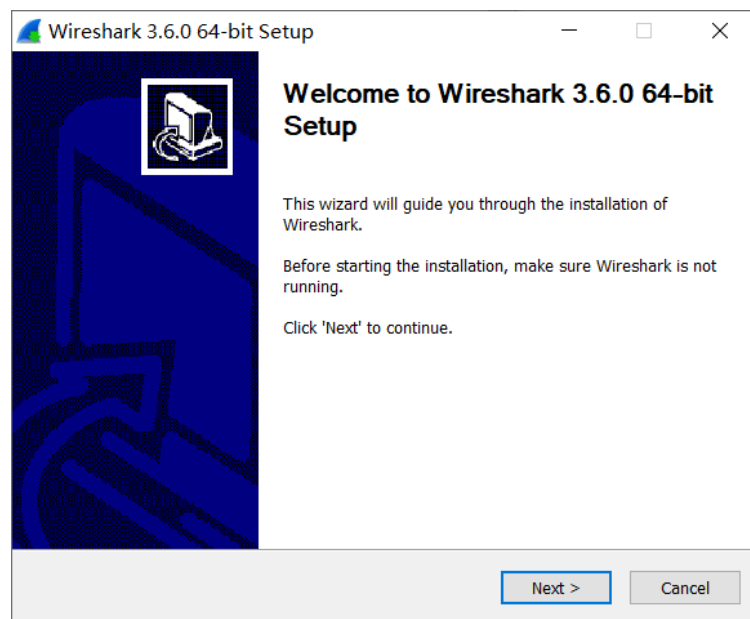 Wireshark 3.6.0 64-bit Setup
Welcome to Wireshark 3.6.0 64-bit
Setup
This wizard will guide you through the installation of
Wireshark.
Before starting the installation, make sure Wireshark is not
running.
Click 'Next' to continue.
Next >
Cancel